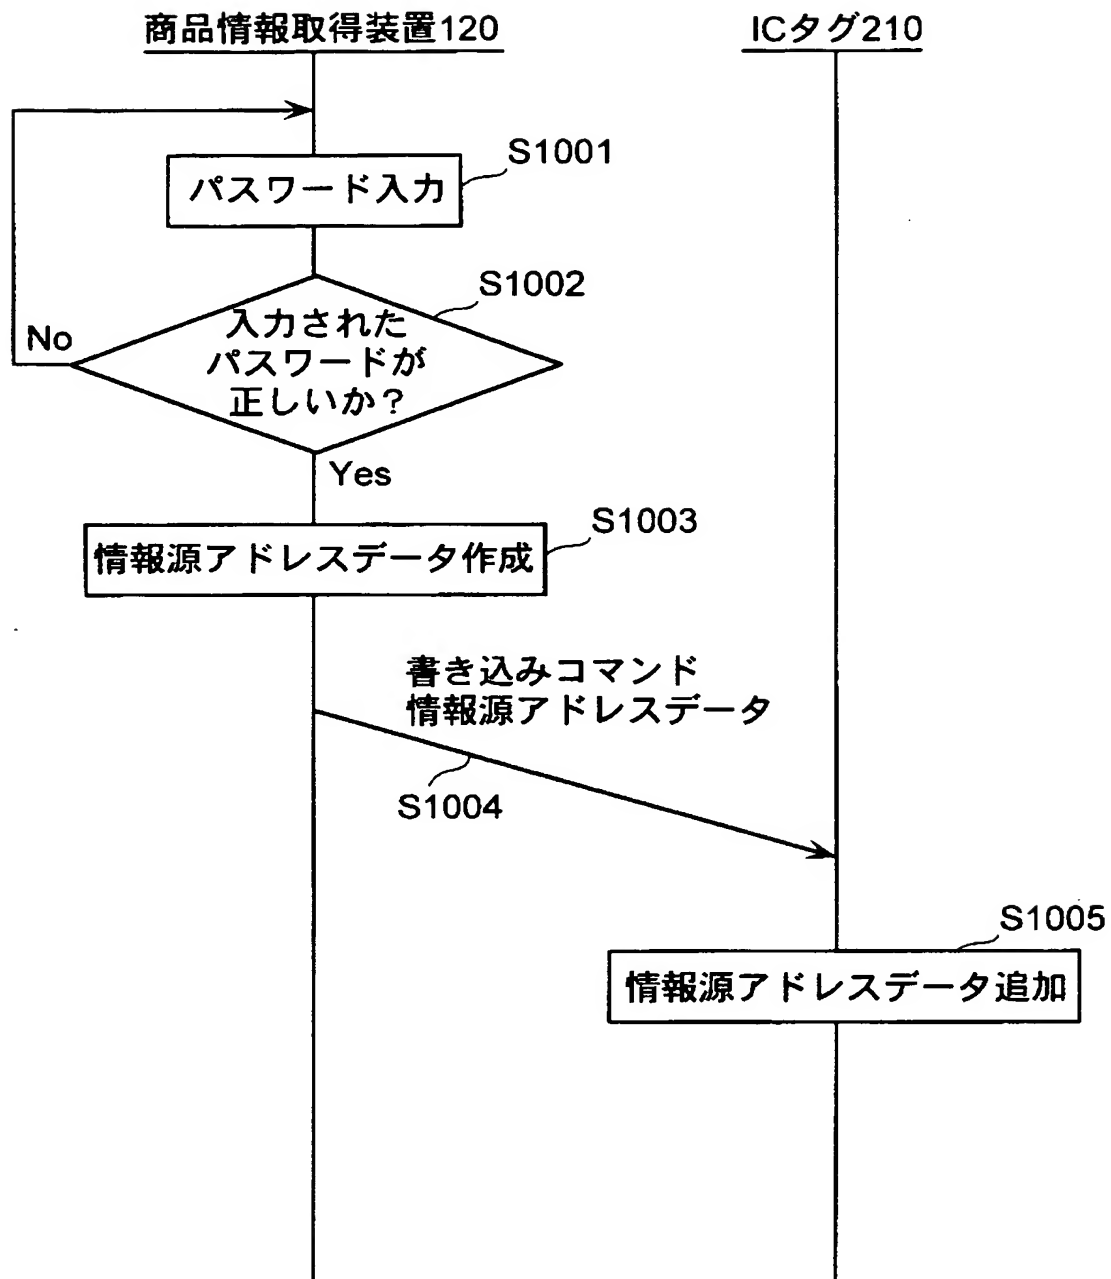 商品情報取得装置120
ICタグ210
S1001
パスワード入力
S1002
No
入力された
パスワードが
正しいか?
Yes
S1003
情報源アドレスデータ作成
書き込みコマンド
情報源アドレスデータ
S1004
S1005
情報源アドレスデータ追加